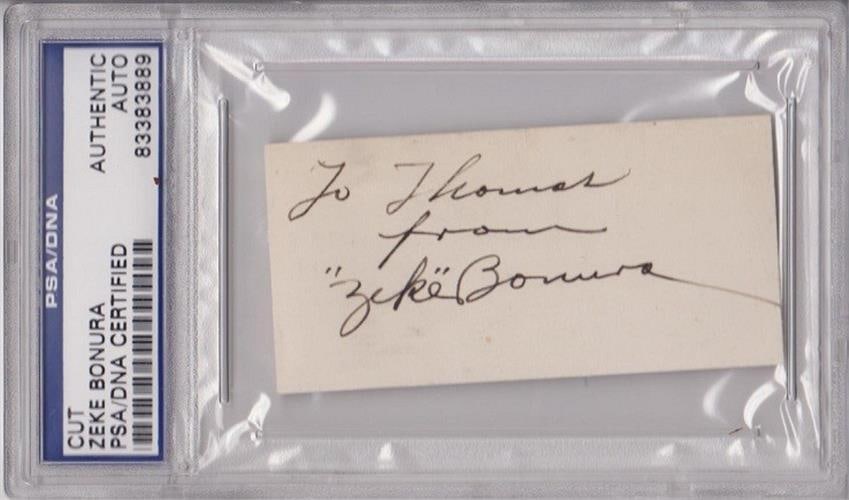 PSA/DNA
CUT
ZEKE BONURA
PSA/DNA CERTIFIED
AUTHENTIC
AUTO
83383889
To Thomas
from
"Zeke" Bonura